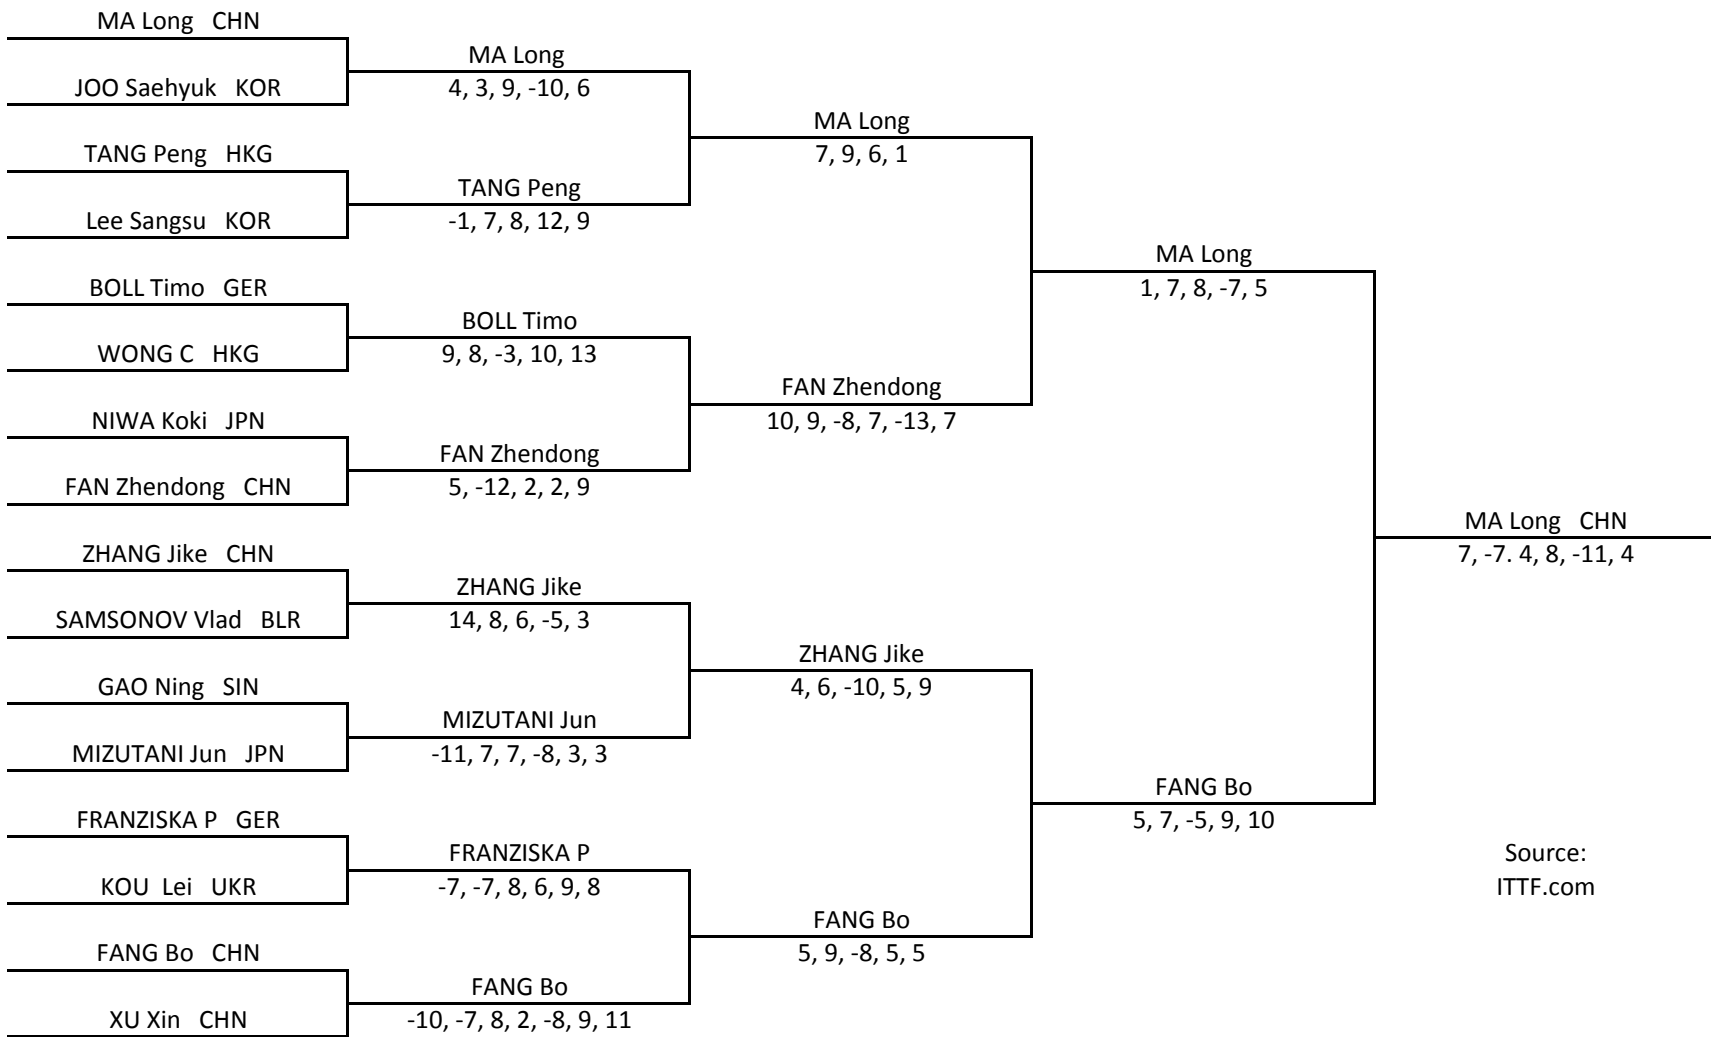 MA Long CHN
MA Long
JOO Saehyuk KOR
4, 3, 9, -10, 6
MA Long
TANG Peng HKG
7, 9, 6, 1
TANG Peng
Lee Sangsu KOR
-1, 7, 8, 12, 9
MA Long
BOLL Timo GER
1, 7, 8, -7, 5
BOLL Timo
WONG C HKG
9, 8, -3, 10, 13
FAN Zhendong
NIWA Koki JPN
10, 9, -8, 7, -13, 7
FAN Zhendong
FAN Zhendong CHN
5, -12, 2, 2, 9
MA Long CHN
ZHANG Jike CHN
7, -7. 4, 8, -11, 4
ZHANG Jike
SAMSONOV Vlad BLR
14, 8, 6, -5, 3
ZHANG Jike
GAO Ning SIN
4, 6, -10, 5, 9
MIZUTANI Jun
MIZUTANI Jun JPN
-11, 7, 7, -8, 3, 3
FANG Bo
FRANZISKA P GER
5, 7, -5, 9, 10
FRANZISKA P
Source:
KOU Lei UKR
-7, -7, 8, 6, 9, 8
ITTF.com
FANG Bo
FANG Bo CHN
5, 9, -8, 5, 5
FANG Bo
XU Xin CHN
-10, -7, 8, 2, -8, 9, 11